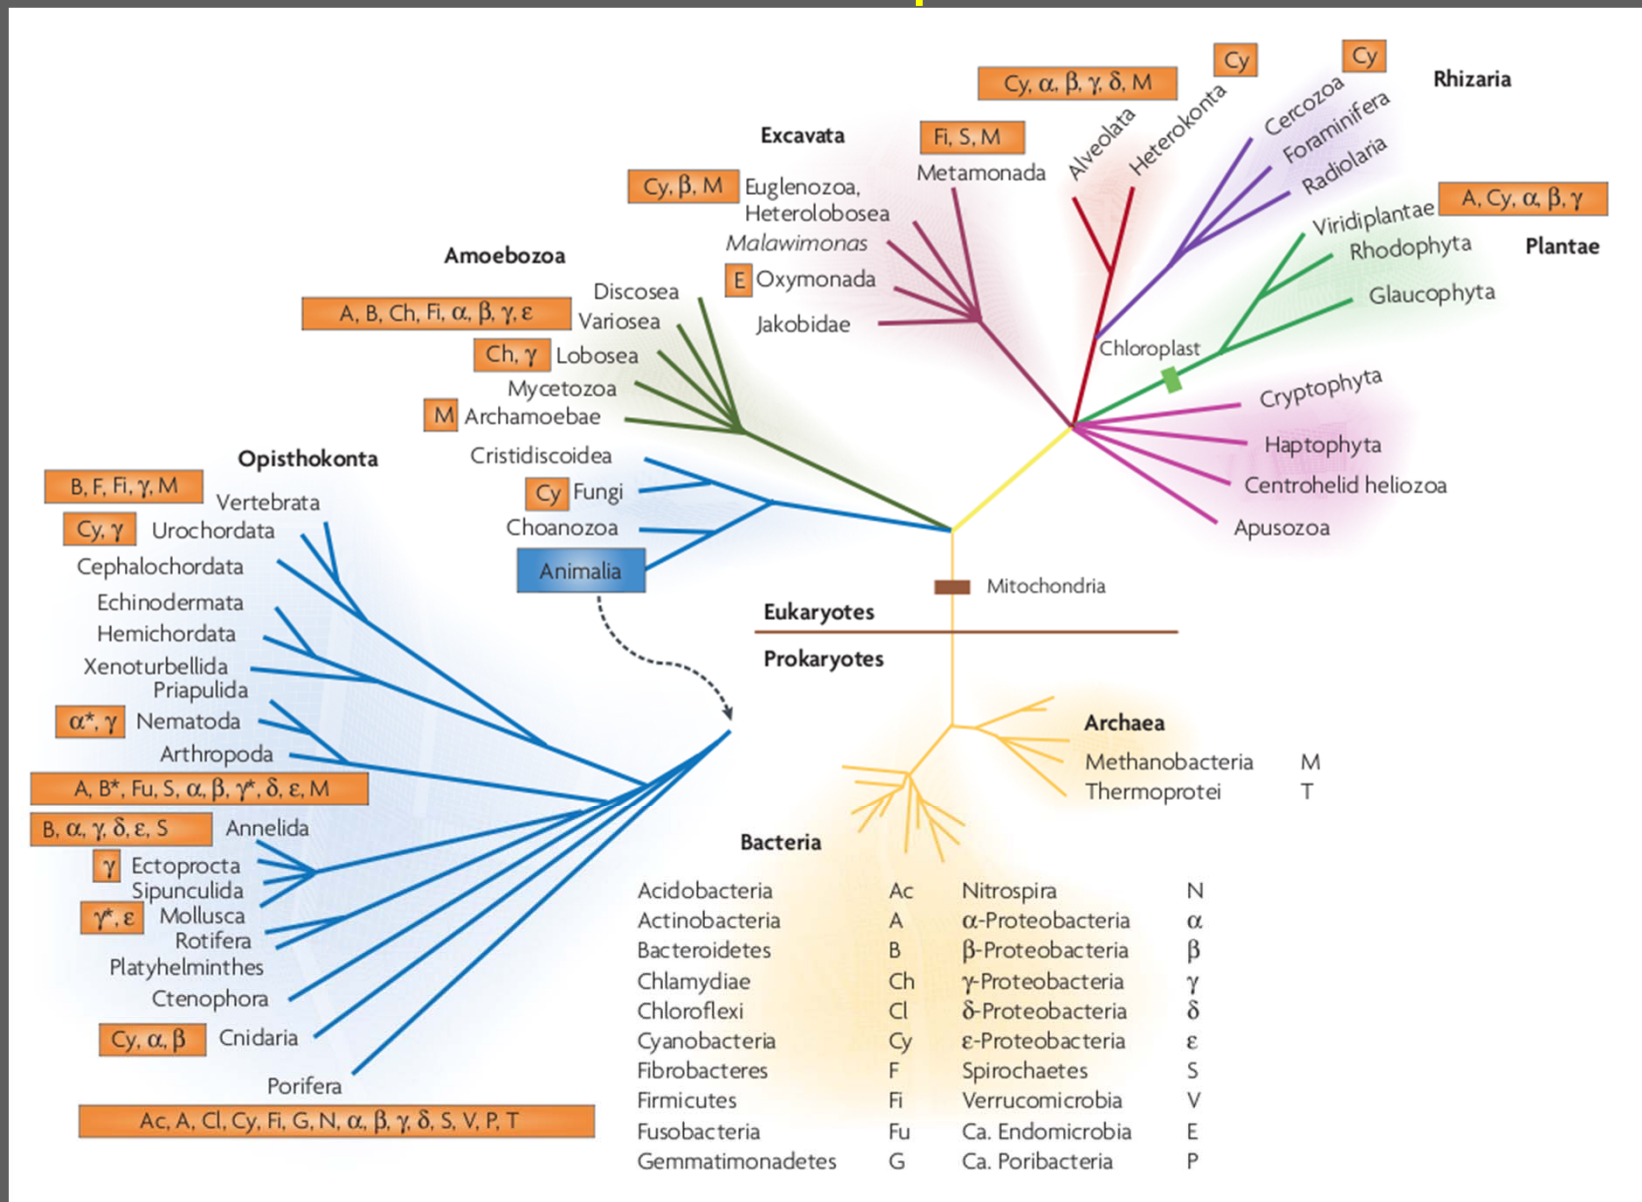 Cy
Cy
Rhizaria
Cy, α, β, γ, δ, M
Alveolata
Heterokonta
Cercozoa
Foraminifera
Radiolaria
Excavata
Fi, S, M
Metamonada
Cy, β, M
Euglenozoa,
Heterolobosea
Malawimonas
E
Oxymonada
Jakobidae
A, Cy, α, β, γ
Viridiplantae
Rhodophyta
Plantae
Glaucophyta
Chloroplast
Cryptophyta
Haptophyta
Centrohelid heliozoa
Apusozoa
Amoebozoa
Discosea
A, B, Ch, Fi, α, β, γ, ε
Variosea
Ch, γ
Lobosea
Mycetozoa
M
Archamoebae
Cristidiscoidea
Cy
Fungi
Choanozoa
Animalia
Mitochondria
Eukaryotes
Prokaryotes
Opisthokonta
B, F, Fi, γ, M
Vertebrata
Cy, γ
Urochordata
Cephalochordata
Echinodermata
Hemichordata
Xenoturbellida
Priapulida
α*, γ
Nematoda
Arthropoda
A, B*, Fu, S, α, β, γ*, δ, ε, M
B, α, γ, δ, ε, S
Annelida
γ
Ectoprocta
Sipunculida
γ*, ε
Mollusca
Rotifera
Platyhelminthes
Ctenophora
Cy, α, β
Cnidaria
Porifera
Ac, A, Cl, Cy, Fi, G, N, α, β, γ, δ, S, V, P, T
Archaea
Methanobacteria M
Thermoprotei T
Bacteria
Acidobacteria Ac Nitrospira N
Actinobacteria A α-Proteobacteria α
Bacteroidetes B β-Proteobacteria β
Chlamydiae Ch γ-Proteobacteria γ
Chloroflexi Cl δ-Proteobacteria δ
Cyanobacteria Cy ε-Proteobacteria ε
Fibrobacteres F Spirochaetes S
Firmicutes Fi Verrucomicrobia V
Fusobacteria Fu Ca. Endomicrobia E
Gemmatimonadetes G Ca. Poribacteria P